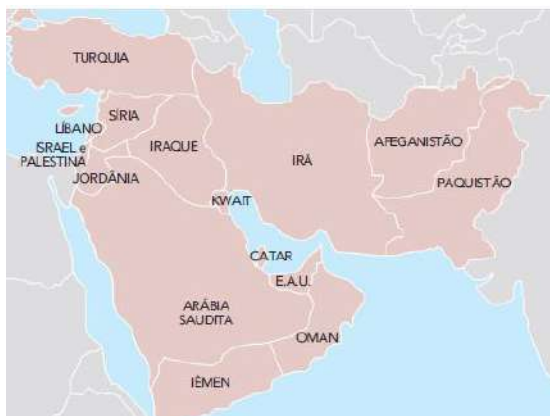 TURQUIA
SÍRIA
LÍBANO
ISRAEL e
PALESTINA
IRAQUE
JORDÂNIA
IRÃ
AFEGANISTÃO
PAQUISTÃO
KWAIT
CATAR
E.A.U.
ARÁBIA
SAUDITA
OMAN
IÊMEN